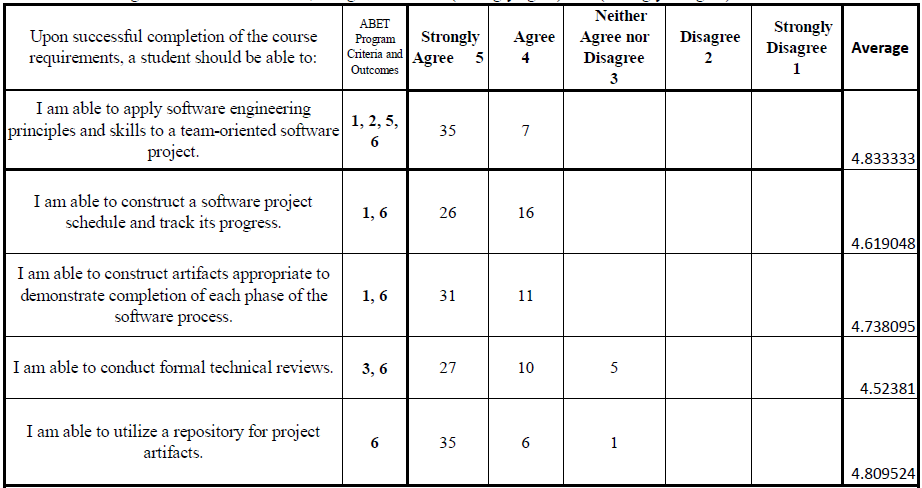 Upon successful completion of the course
requirements, a student should be able to:
ABET
Program
Criteria and
Outcomes
Strongly
Agree 5
Agree
4
Neither
Agree nor
Disagree
3
Disagree
2
Strongly
Disagree
1
Average
I am able to apply software engineering
principles and skills to a team-oriented software
project.
1, 2, 5,
6
35
7
4.833333
I am able to construct a software project
schedule and track its progress.
1, 6
26
16
4.619048
I am able to construct artifacts appropriate to
demonstrate completion of each phase of the
software process.
1, 6
31
11
4.738095
I am able to conduct formal technical reviews.
3, 6
27
10
5
4.52381
I am able to utilize a repository for project
artifacts.
6
35
6
1
4.809524